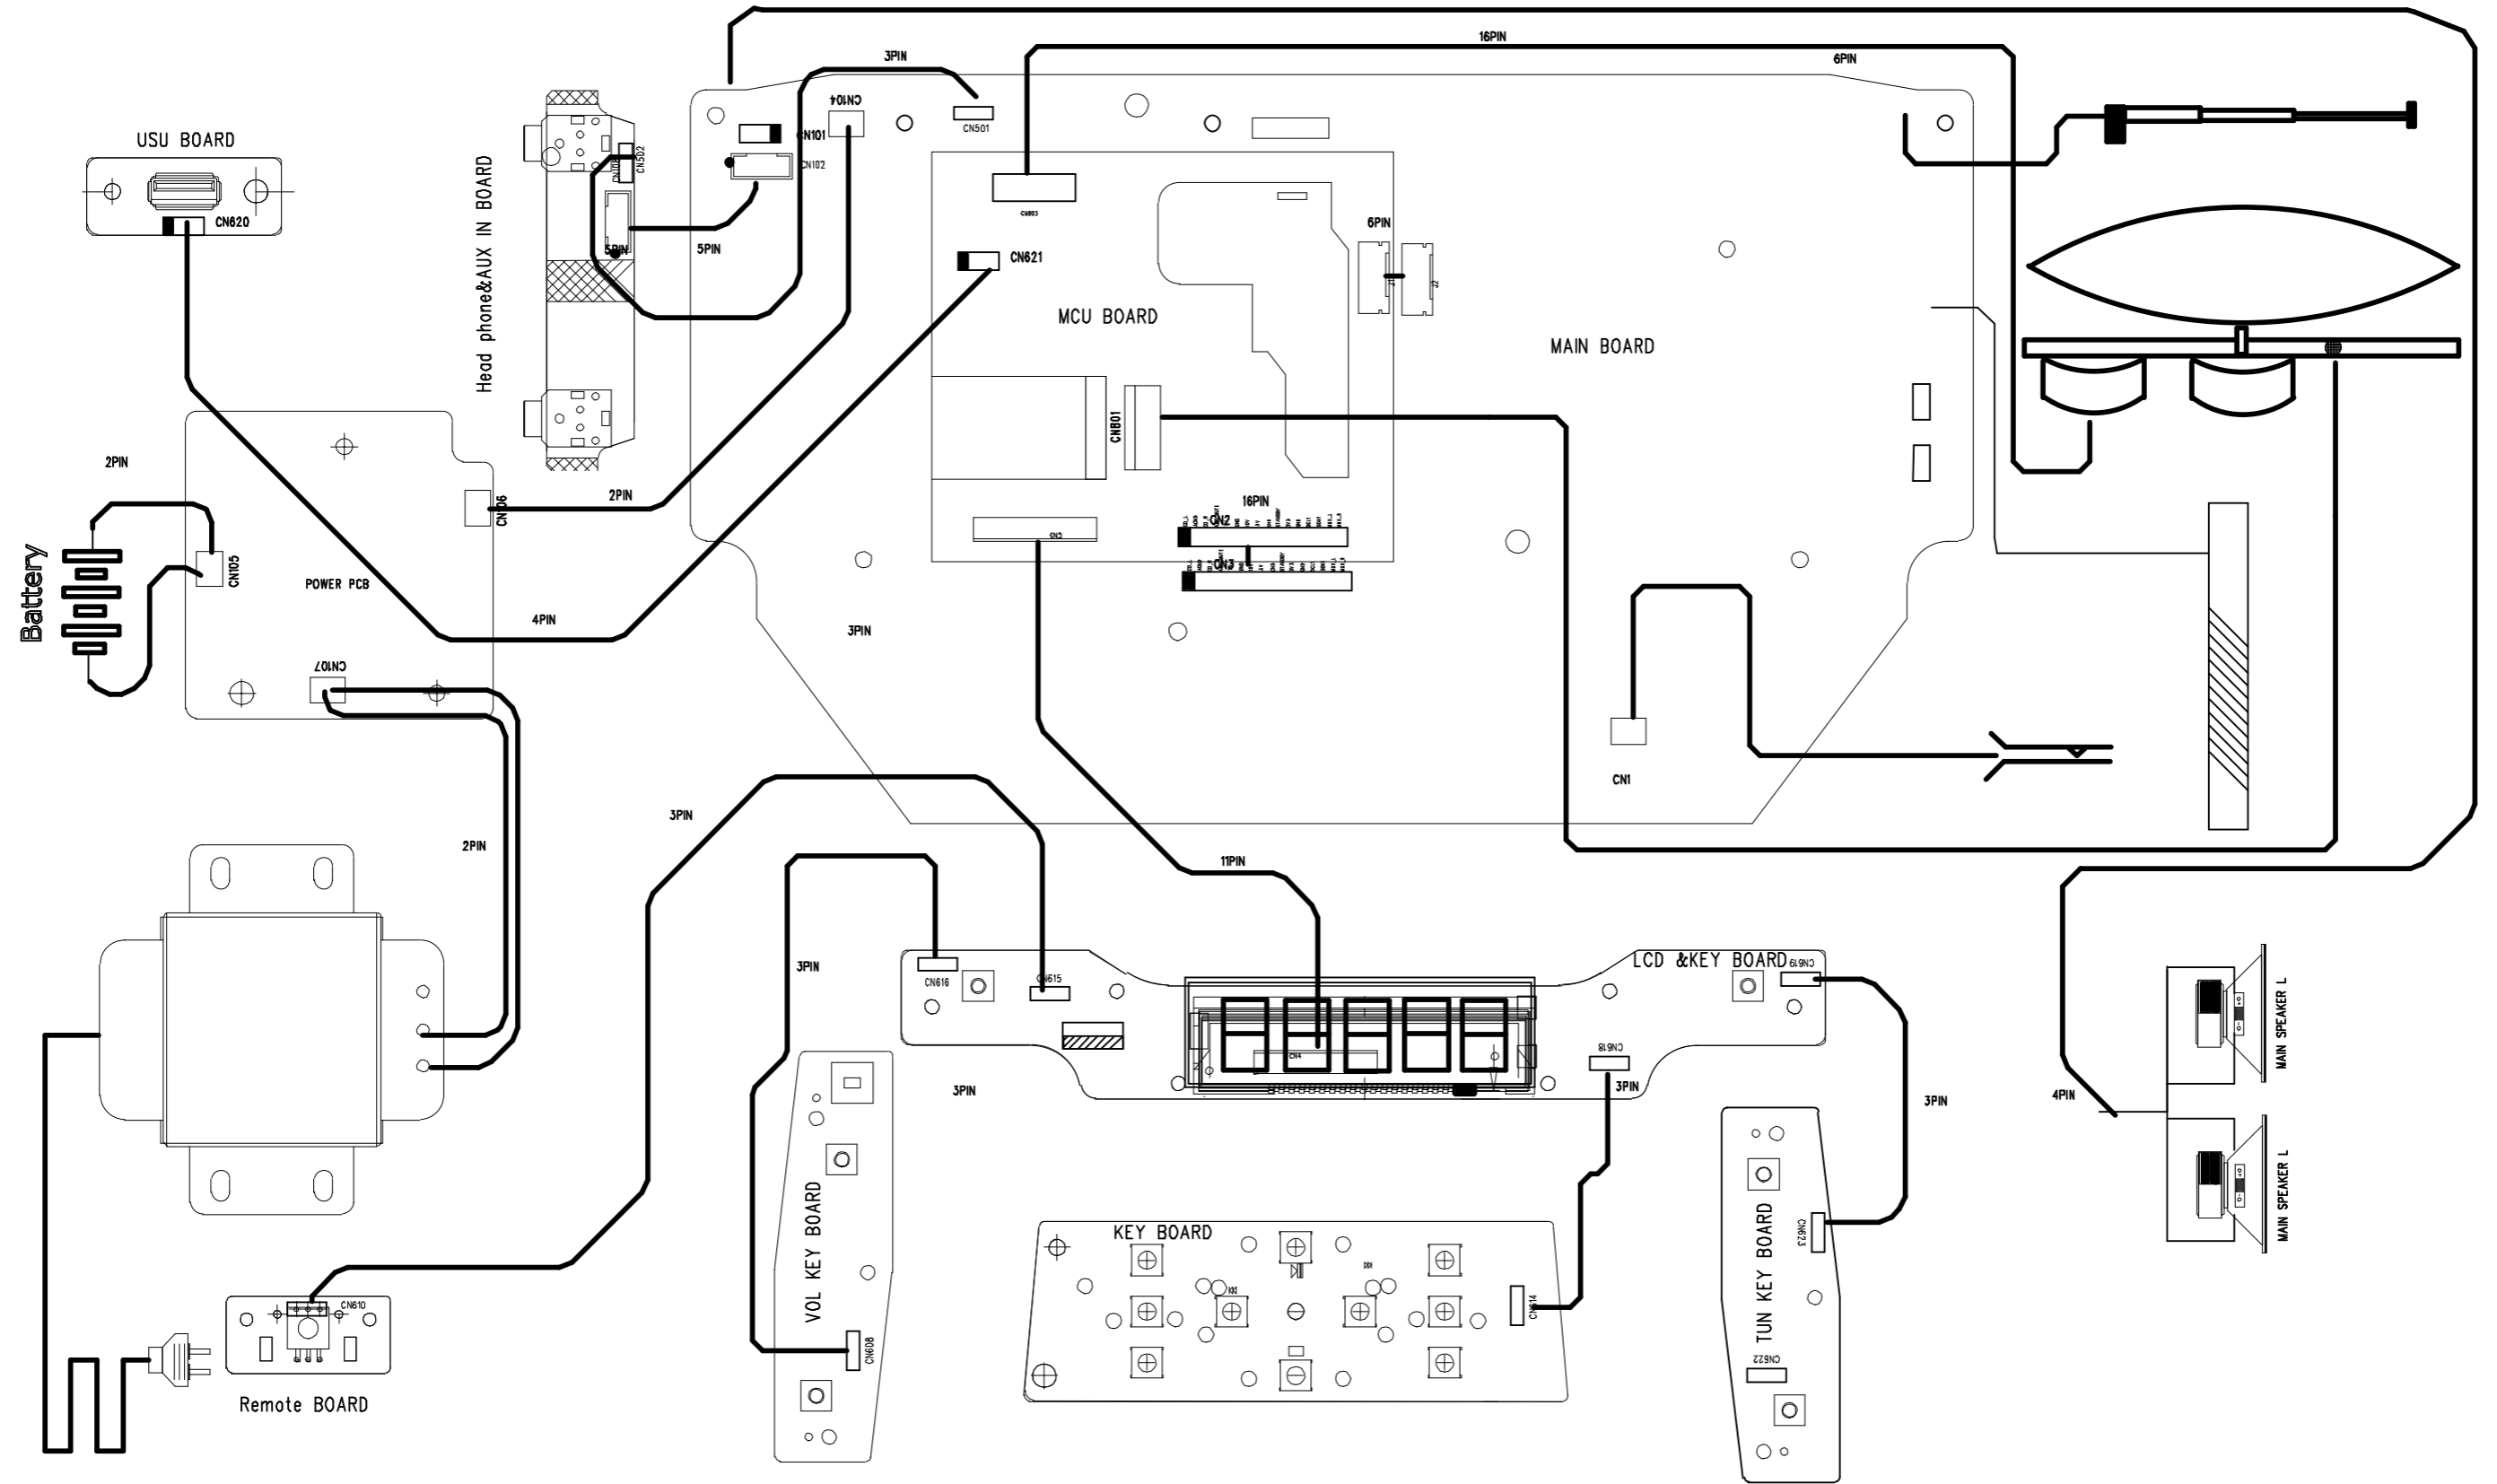 16PIN
3PIN
6PIN
CN104
CN101
CN501
CN102
CN502
USU BOARD
CN620
Head phone&AUX IN BOARD
5PIN
5PIN
CN621
6PIN
J1
J2
MCU BOARD
MAIN BOARD
CN801
2PIN
2PIN
CN106
Battery
CN105
POWER PCB
16PIN
CN2
CN3
4PIN
3PIN
CN107
CN1
3PIN
2PIN
11PIN
3PIN
CN616
CN615
LCD &KEY BOARD
CN619
CN4
CN618
3PIN
3PIN
3PIN
4PIN
MAIN SPEAKER L
MAIN SPEAKER L
VOL KEY BOARD
CN608
KEY BOARD
CN614
TUN KEY BOARD
CN623
CN622
CN610
Remote BOARD